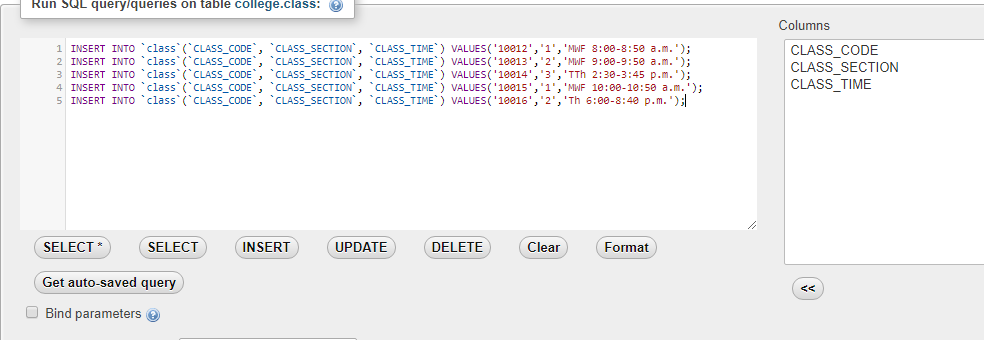 Run SQL query/queries on table college.class:
Columns
1 INSERT INTO `class`(`CLASS_CODE`, `CLASS_SECTION`, `CLASS_TIME`) VALUES('10012','1','MWF 8:00-8:50 a.m.');
2 INSERT INTO `class`(`CLASS_CODE`, `CLASS_SECTION`, `CLASS_TIME`) VALUES('10013','2','MWF 9:00-9:50 a.m.');
3 INSERT INTO `class`(`CLASS_CODE`, `CLASS_SECTION`, `CLASS_TIME`) VALUES('10014','3','TTh 2:30-3:45 p.m.');
4 INSERT INTO `class`(`CLASS_CODE`, `CLASS_SECTION`, `CLASS_TIME`) VALUES('10015','1','MWF 10:00-10:50 a.m.');
5 INSERT INTO `class`(`CLASS_CODE`, `CLASS_SECTION`, `CLASS_TIME`) VALUES('10016','2','Th 6:00-8:40 p.m.');
CLASS_CODE
CLASS_SECTION
CLASS_TIME
SELECT * SELECT INSERT UPDATE DELETE Clear Format
Get auto-saved query
<<
Bind parameters